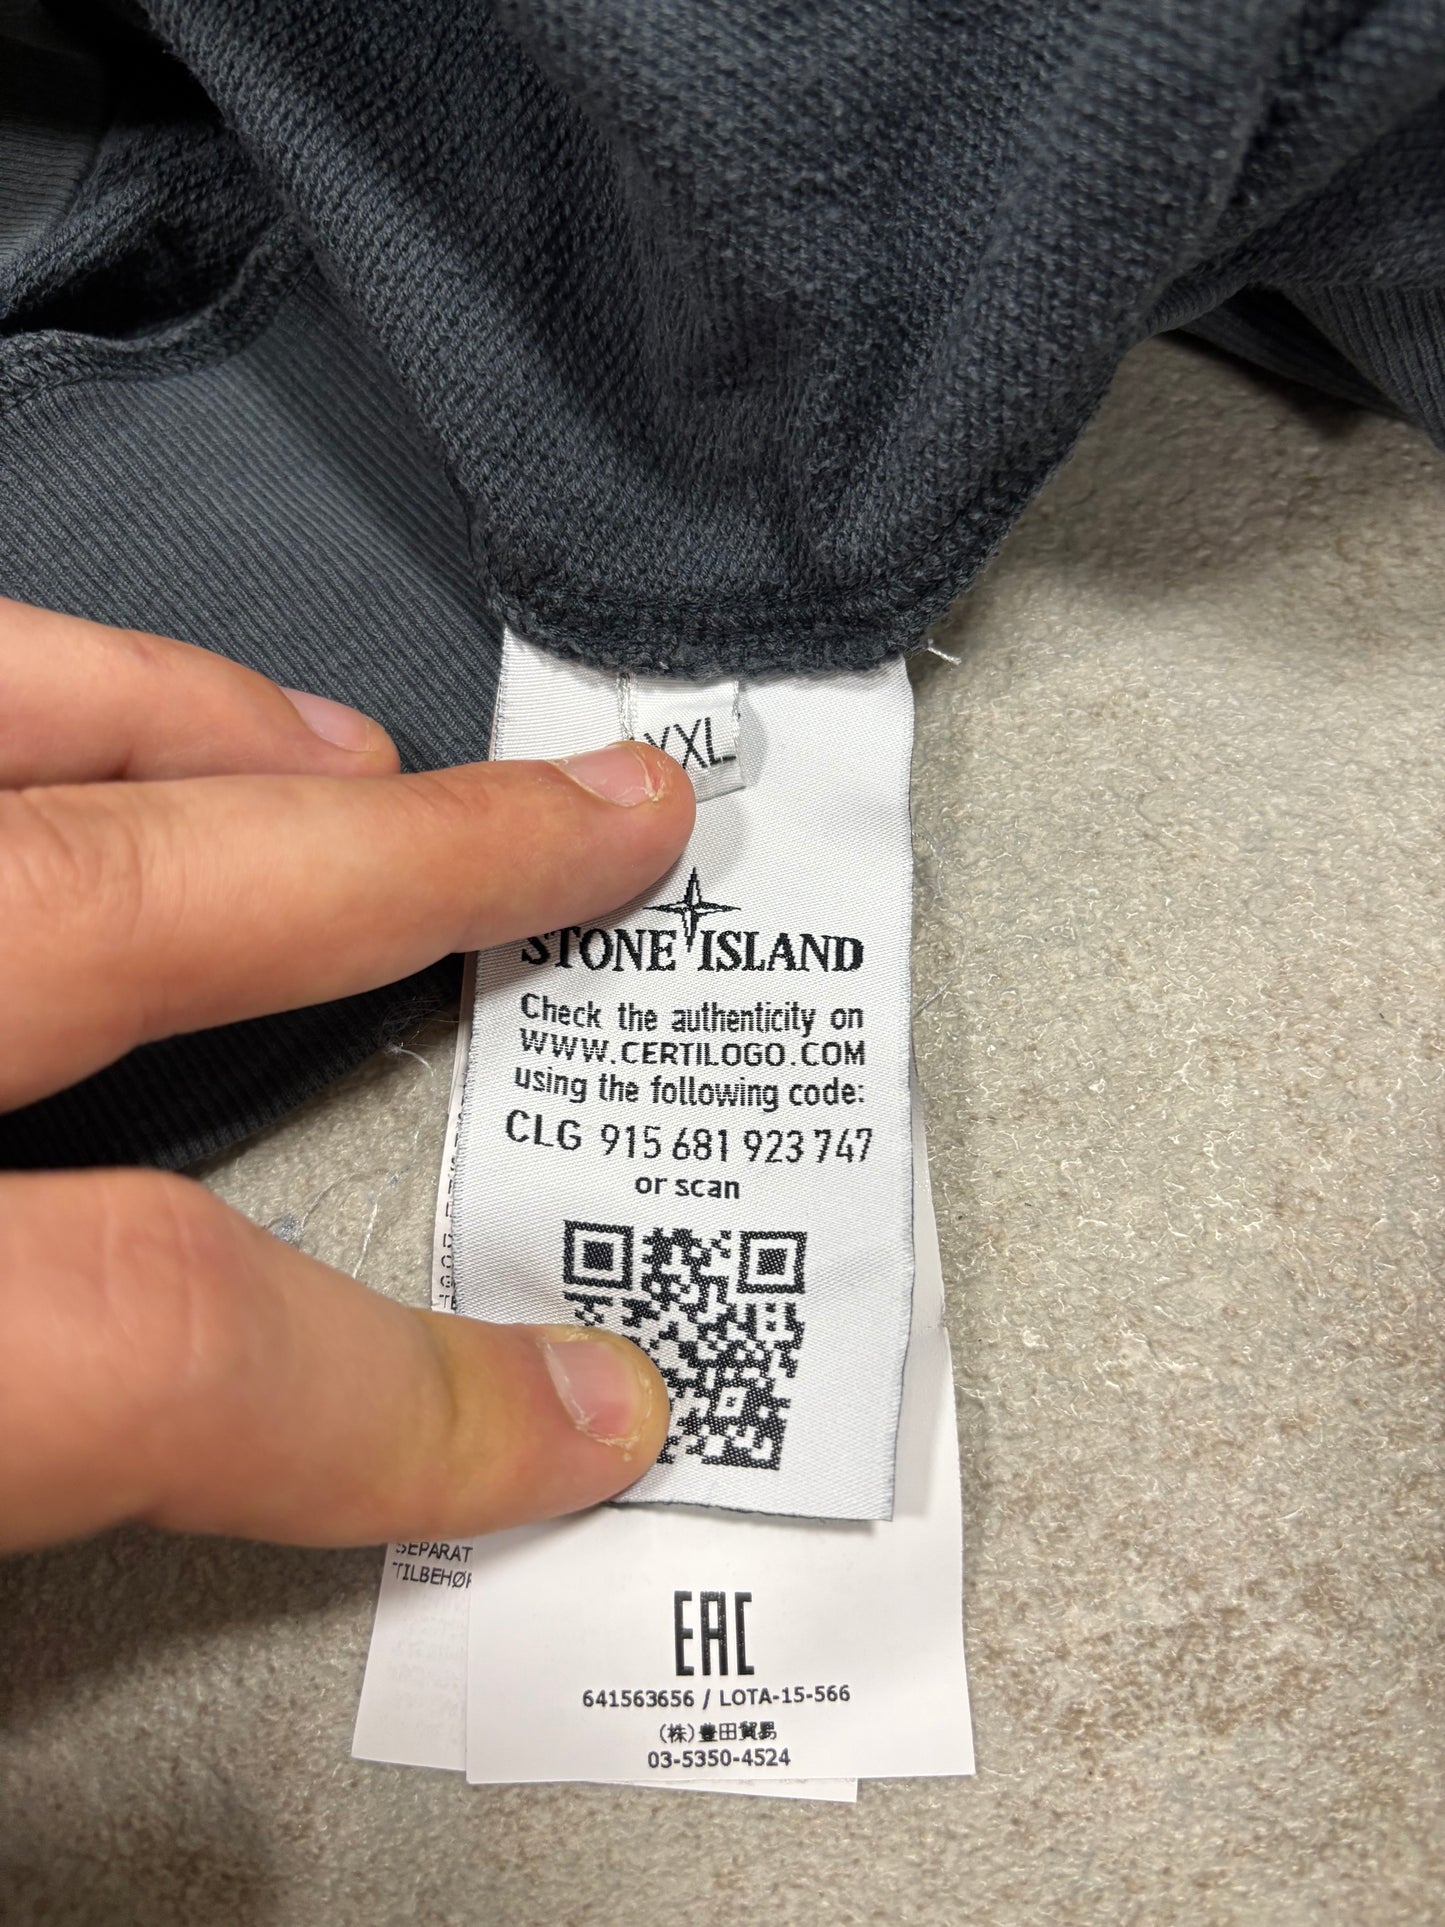 XXL
STONE ISLAND
Check the authenticity on
WWW.CERTILOGO.COM
using the following code:
CLG 915 681 923 747
or scan
SEPARAT
TILBEHØR
EAC
641563656 / LOTA-15-566
(株)豊田貿易
03-5350-4524